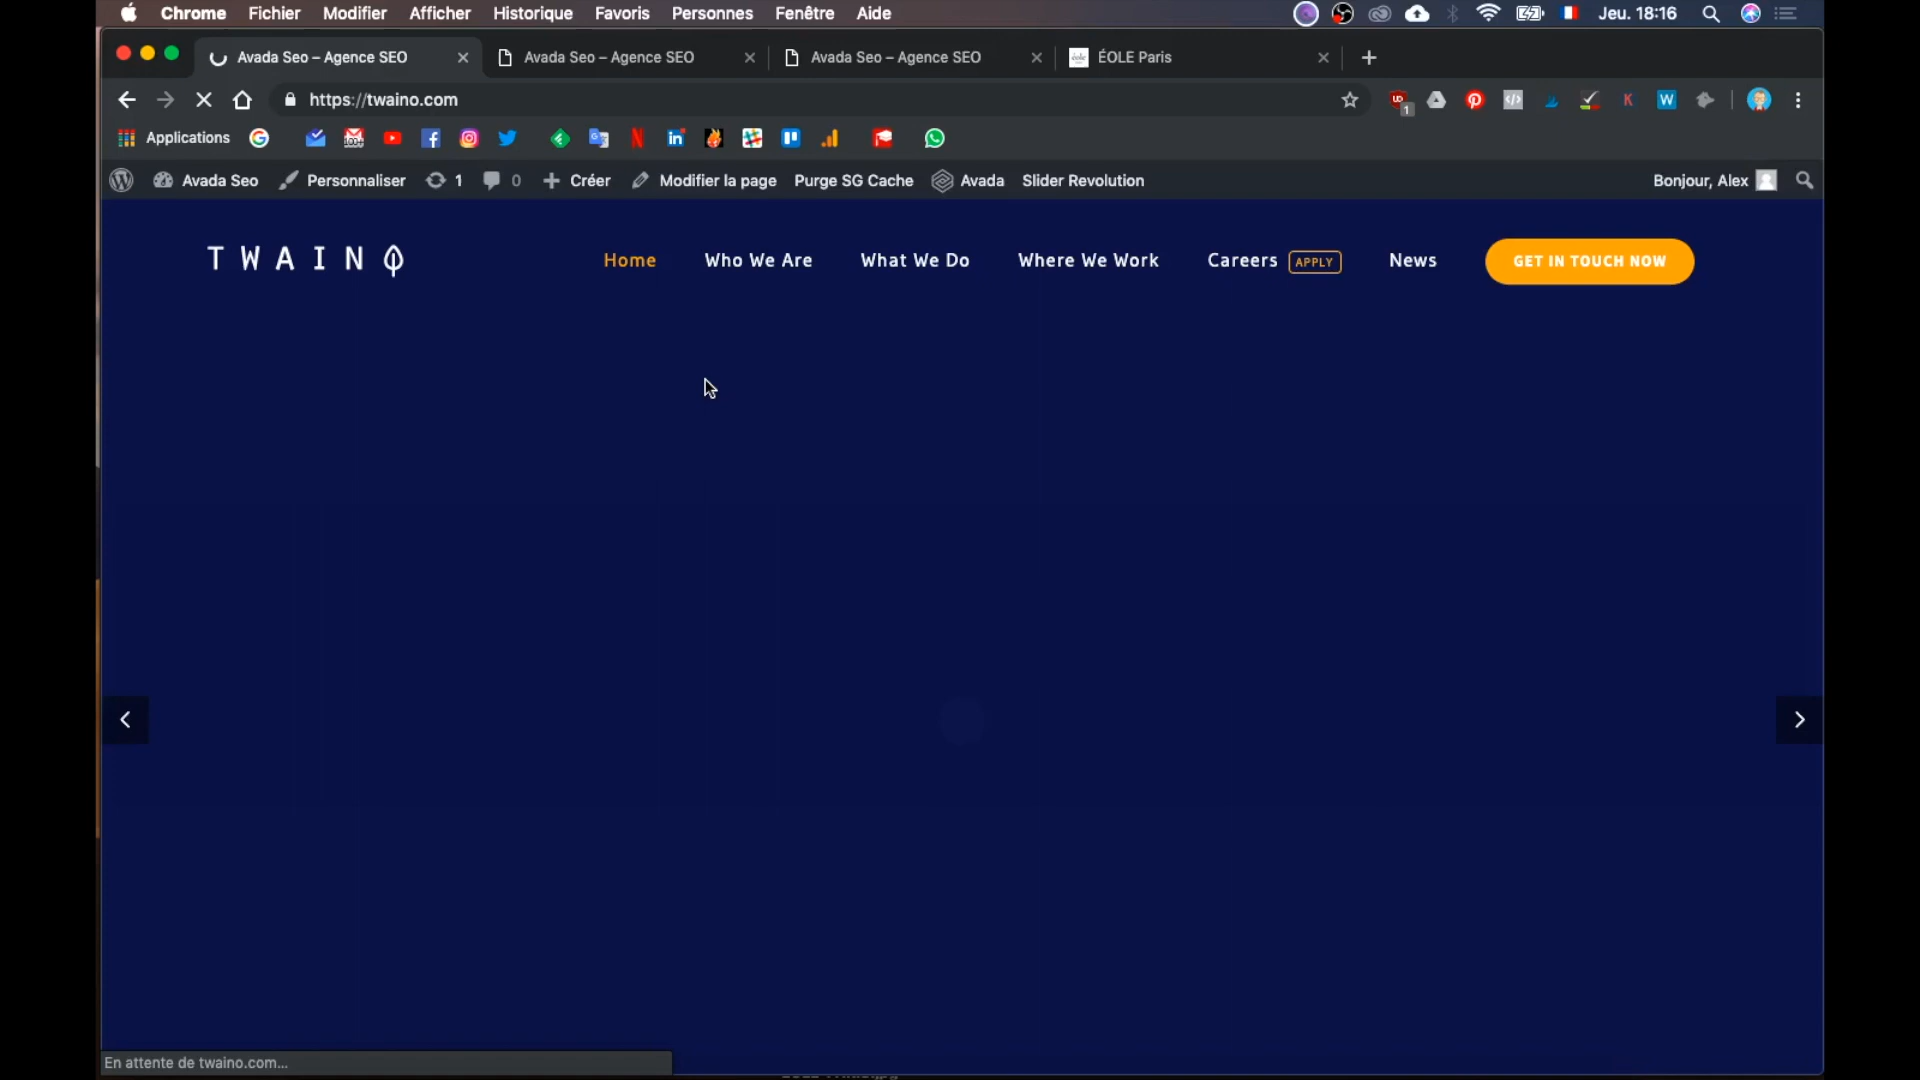 Chrome Fichier Modifier Afficher Historique Favoris Personnes Fenêtre Aide Jeu. 18:16
Avada Seo – Agence SEO Avada Seo – Agence SEO Avada Seo – Agence SEO ÉOLE Paris
https://twaino.com
Applications
Avada Seo Personnaliser 1 0 Créer Modifier la page Purge SG Cache Avada Slider Revolution Bonjour, Alex
TWAINO Home Who We Are What We Do Where We Work Careers APPLY News GET IN TOUCH NOW
En attente de twaino.com...